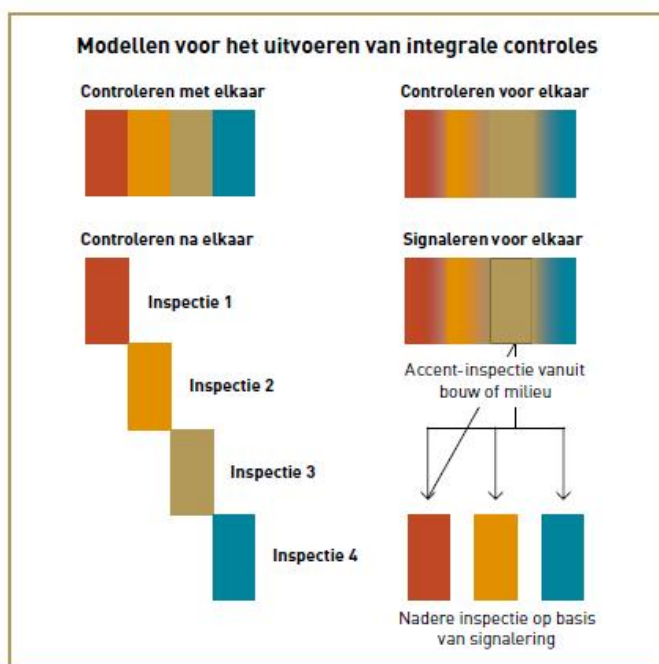 Modellen voor het uitvoeren van integrale controles
Controleren met elkaar
Controleren voor elkaar
Controleren na elkaar
Inspectie 1
Inspectie 2
Inspectie 3
Inspectie 4
Signaleren voor elkaar
Accent-inspectie vanuit
bouw of milieu
Nadere inspectie op basis
van signalering